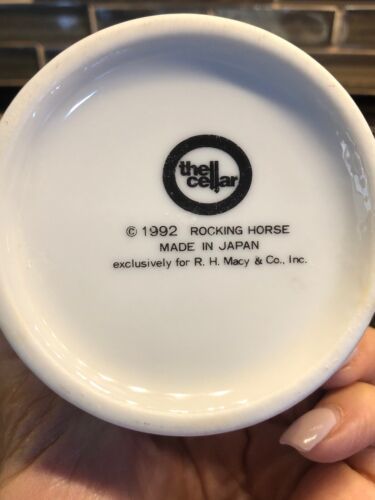 the
cellar
© 1992 ROCKING HORSE
MADE IN JAPAN
exclusively for R. H. Macy & Co., Inc.